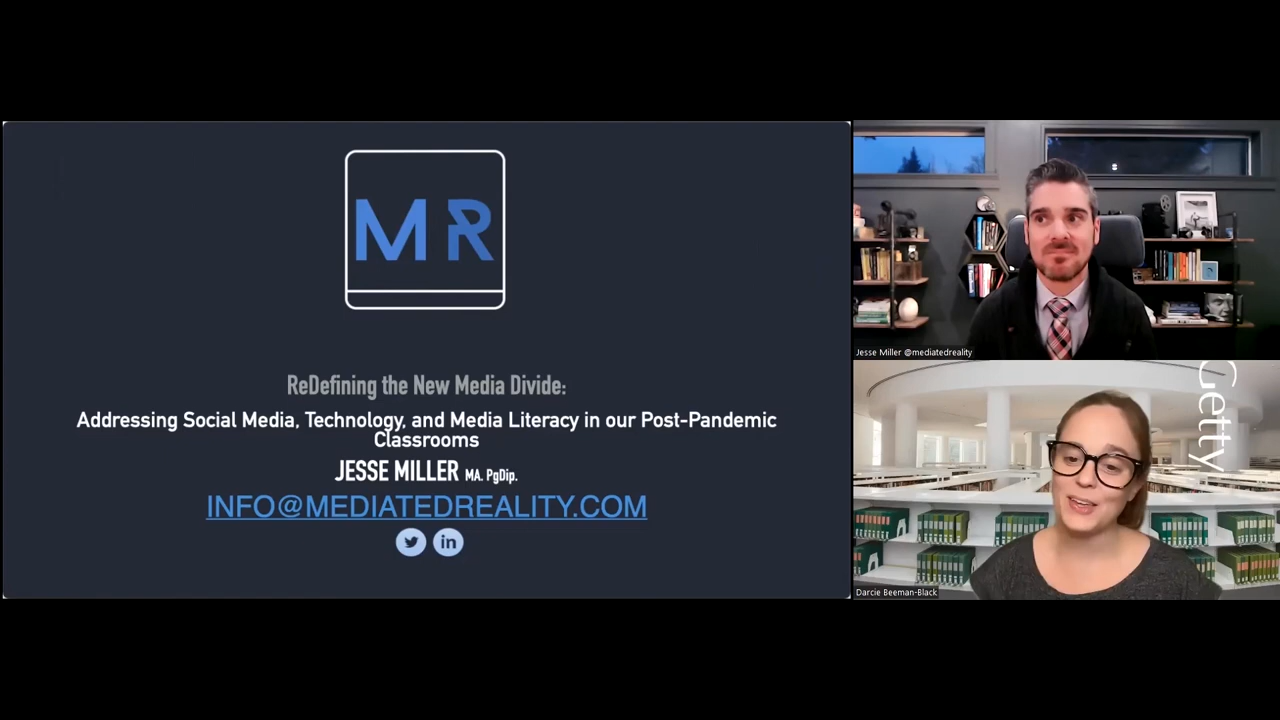 MR
ReDefining the New Media Divide:
Addressing Social Media, Technology, and Media Literacy in our Post-Pandemic
Classrooms
JESSE MILLER MA. PgDip.
INFO@MEDIATEDREALITY.COM
in
Jesse Miller @mediatedreality
Getty
Darcie Beeman-Black